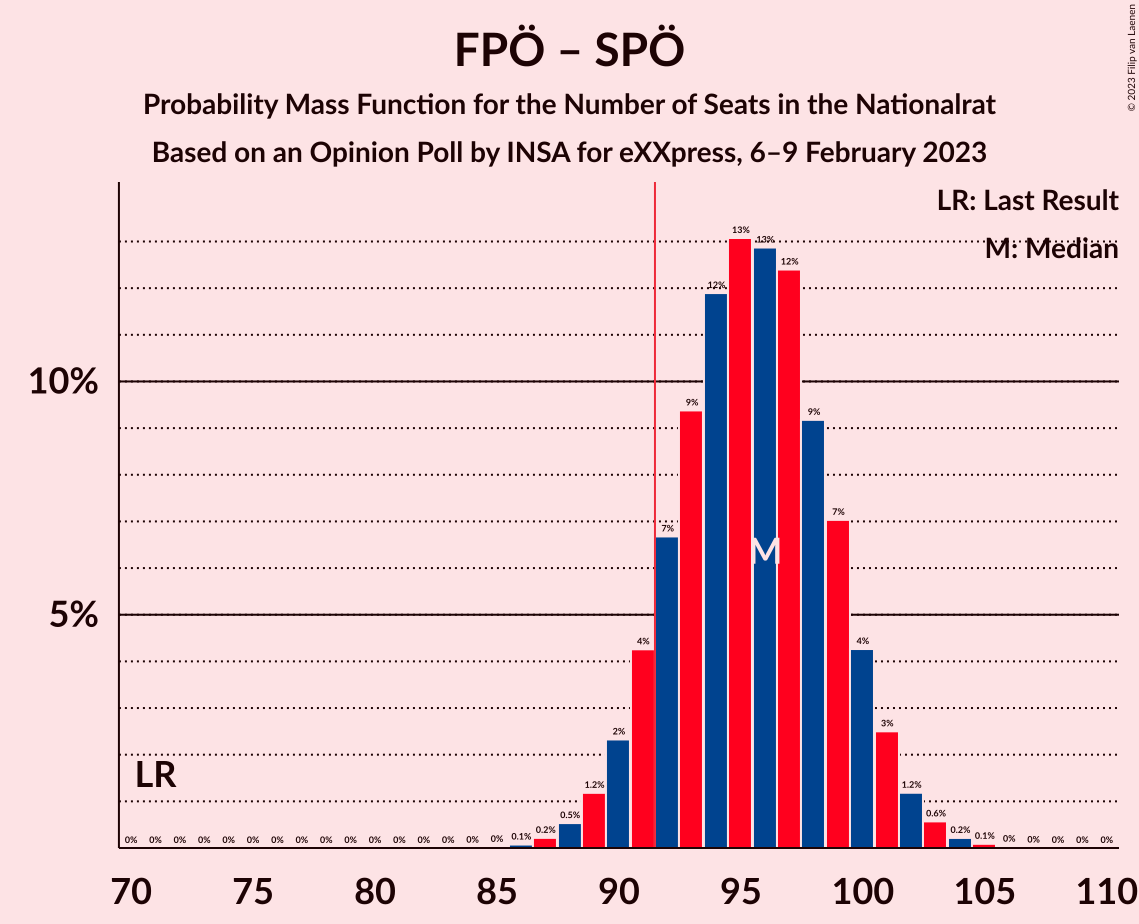 FPÖ – SPÖ
Probability Mass Function for the Number of Seats in the Nationalrat
Based on an Opinion Poll by INSA for eXXpress, 6–9 February 2023
© 2023 Filip van Laenen
LR: Last Result
M: Median
10%
5%
LR
M
0% 0% 0% 0% 0% 0% 0% 0% 0% 0% 0% 0% 0% 0% 0% 0% 0.1% 0.2% 0.5% 1.2% 2% 4% 7% 9% 12% 13% 13% 12% 9% 7% 4% 3% 1.2% 0.6% 0.2% 0.1% 0% 0% 0% 0% 0%
70 75 80 85 90 95 100 105 110